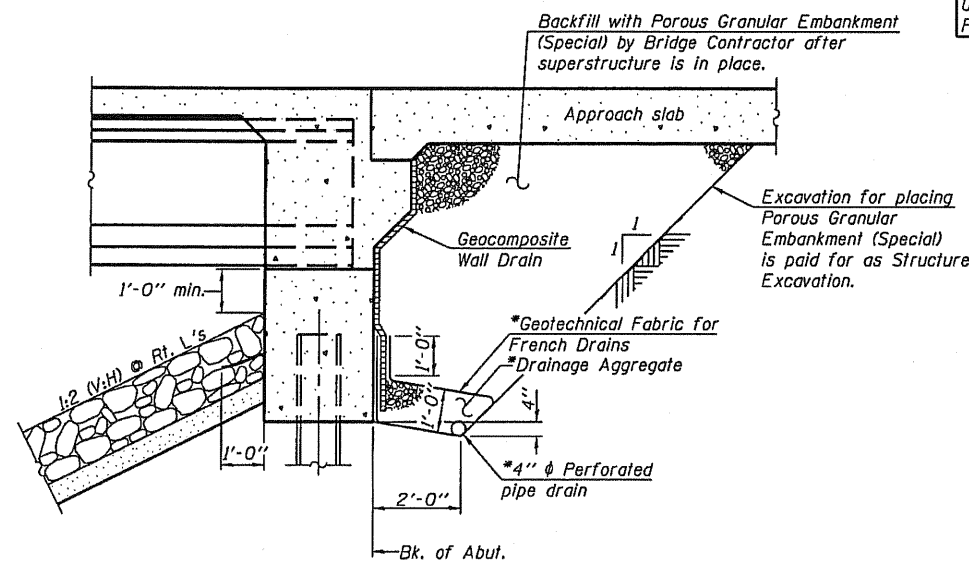 U
F
Backfill with Porous Granular Embankment
(Special) by Bridge Contractor after
superstructure is in place.
Approach slab
Geocomposite
Wall Drain
1
1
Excavation for placing
Porous Granular
Embankment (Special)
is paid for as Structure
Excavation.
1'-0" min.
1:2 (V:H) @ Rt. L's
1'-0"
*Geotechnical Fabric for
French Drains
*Drainage Aggregate
1'-0"
4"
1'-0"
2'-0"
*4" ϕ Perforated
pipe drain
Bk. of Abut.